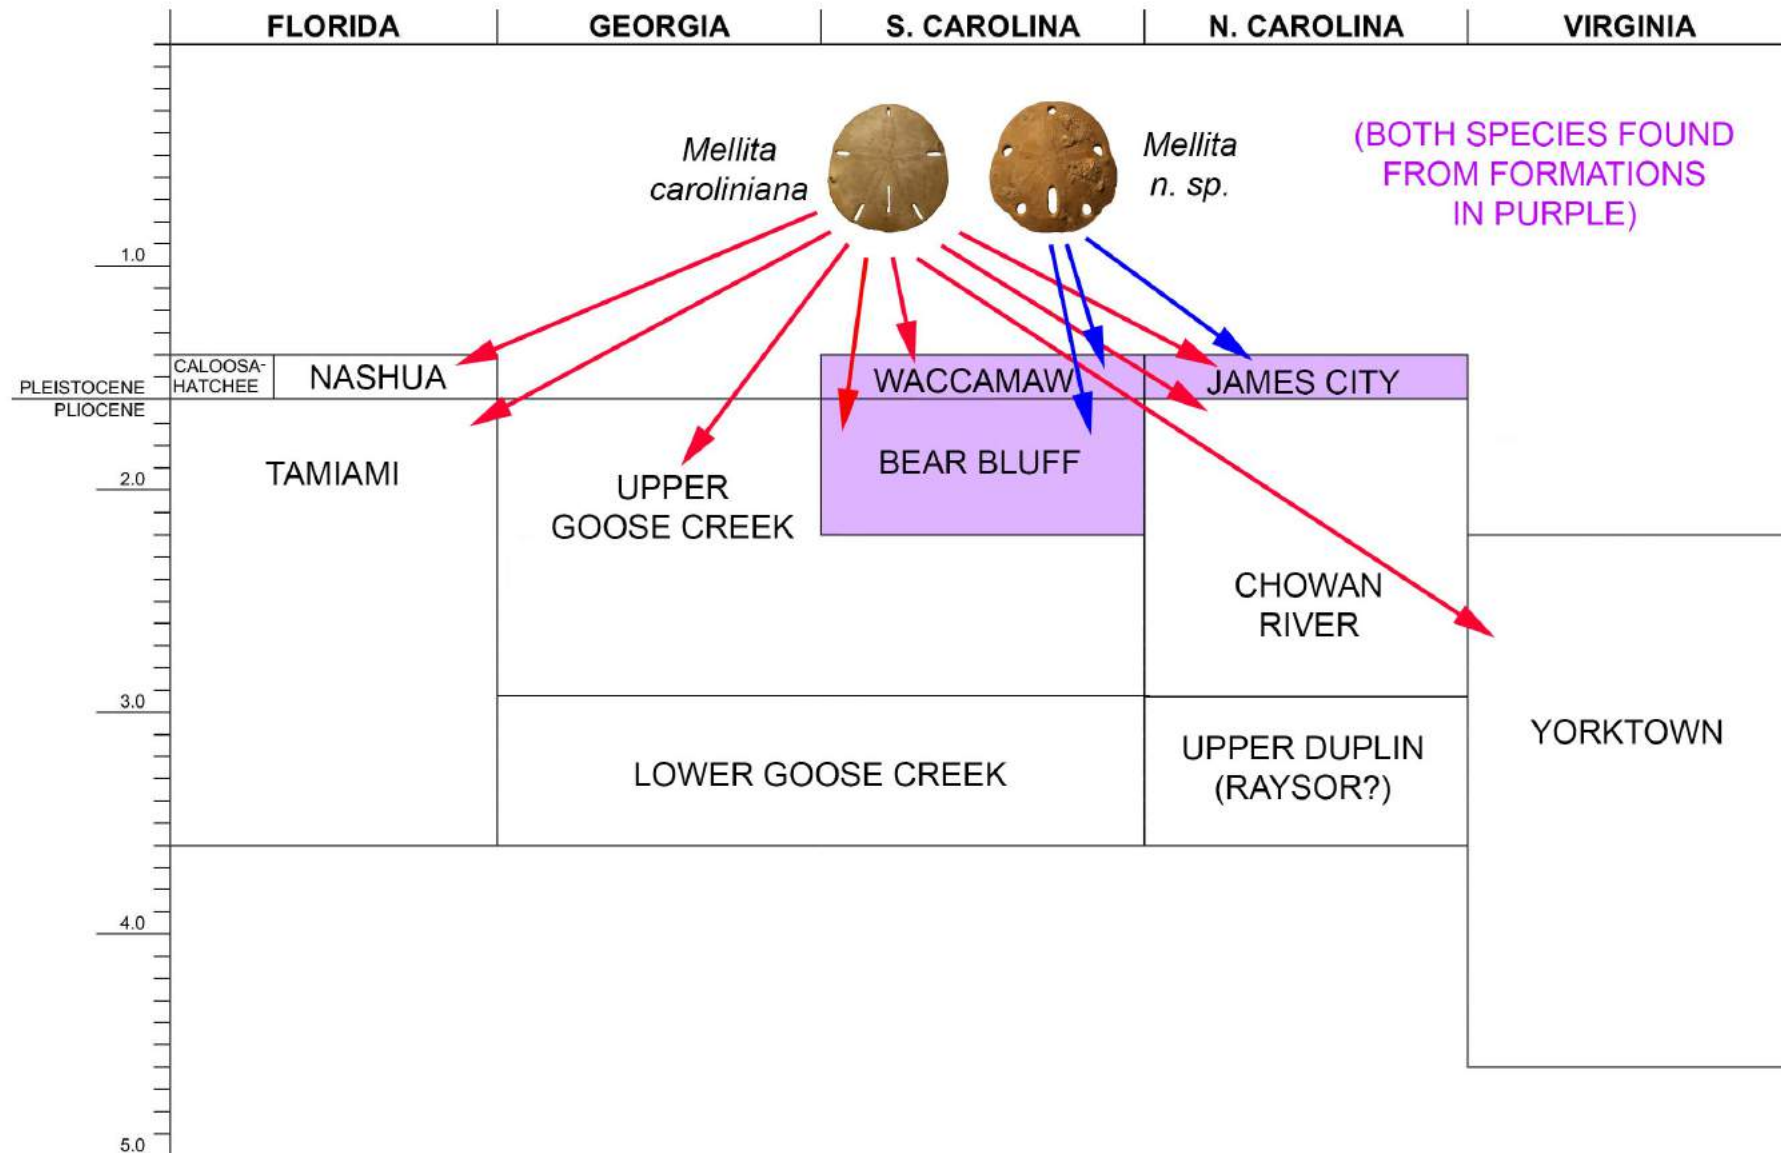 FLORIDA
GEORGIA
S. CAROLINA
N. CAROLINA
VIRGINIA
Mellita
caroliniana
Mellita
n. sp.
(BOTH SPECIES FOUND
FROM FORMATIONS
IN PURPLE)
1.0
CALOOSA-
HATCHEE
NASHUA
WACCAMAW
JAMES CITY
PLEISTOCENE
PLIOCENE
TAMIAMI
BEAR BLUFF
2.0
UPPER
GOOSE CREEK
CHOWAN
RIVER
3.0
YORKTOWN
UPPER DUPLIN
(RAYSOR?)
LOWER GOOSE CREEK
4.0
5.0